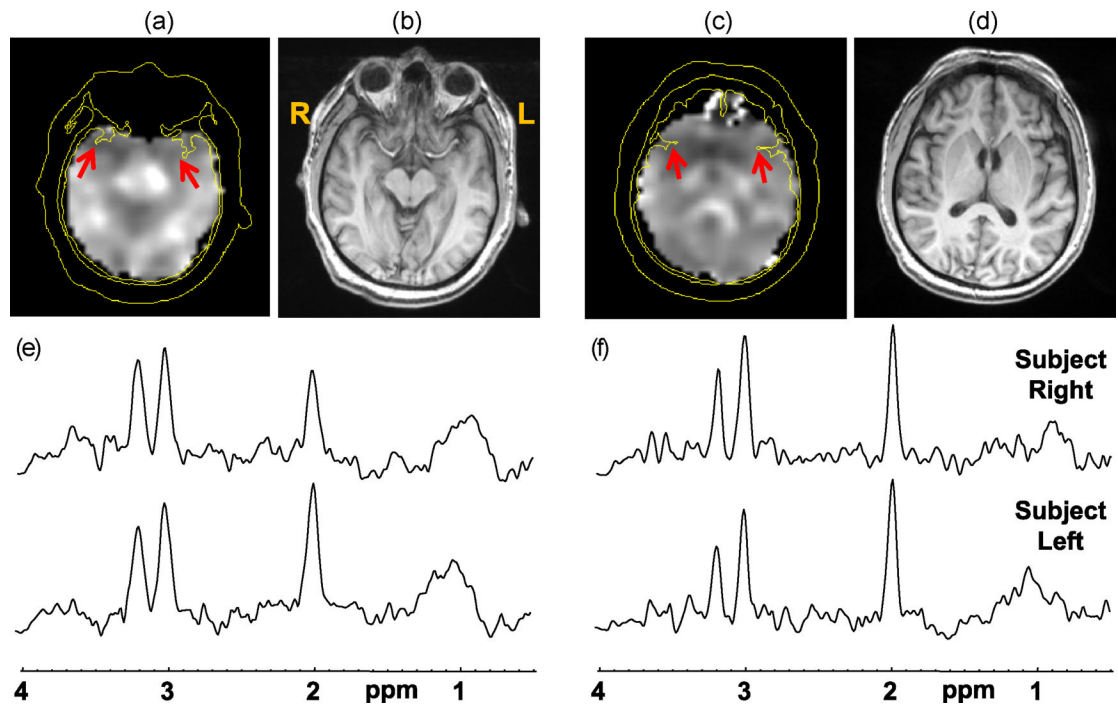 (a)
(b)
(c)
(d)
R
L
(e)
(f)
Subject
Right
Subject
Left
4 3 2 ppm 1
4 3 2 ppm 1